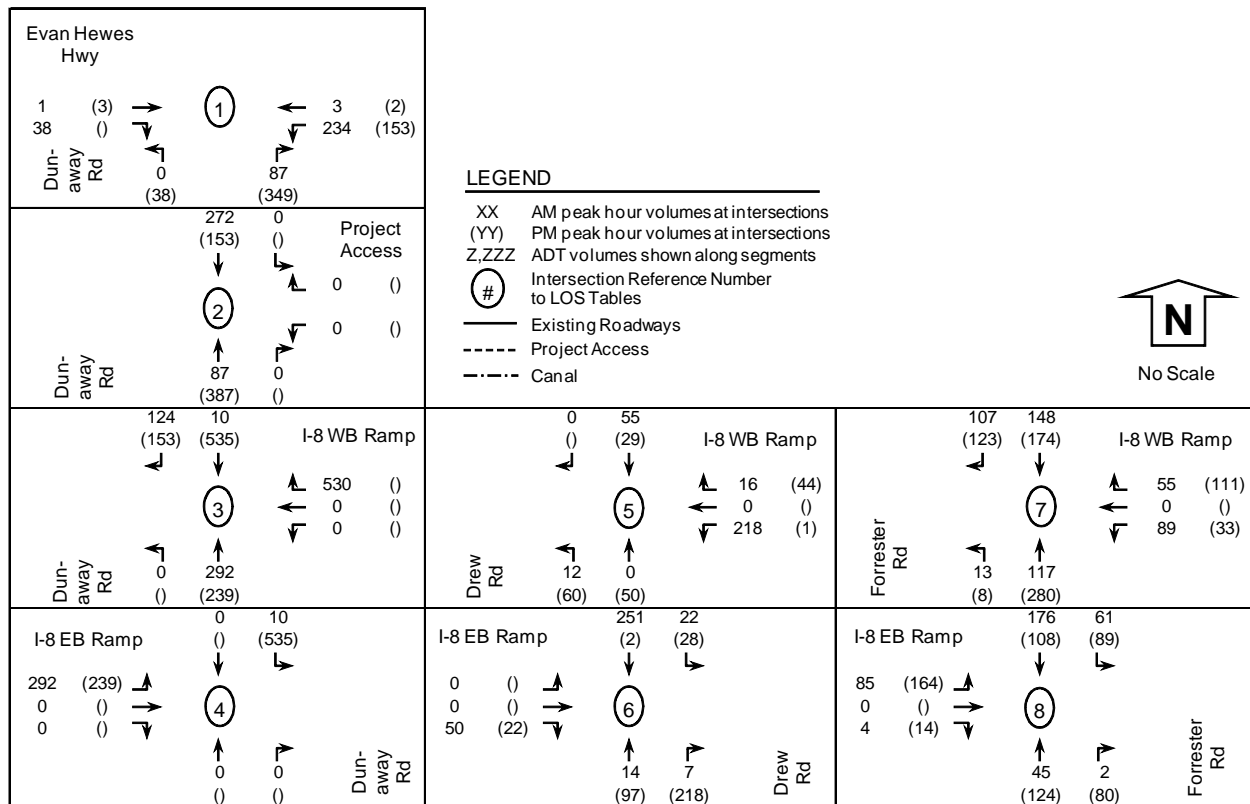 Evan Hewes
Hwy
1 (3)
38 ()
1
3 (2)
234 (153)
Dun-
away
Rd
0
(38)
87
(349)
LEGEND
XX AM peak hour volumes at intersections
(YY) PM peak hour volumes at intersections
Z,ZZZ ADT volumes shown along segments
# Intersection Reference Number
to LOS Tables
Existing Roadways
Project Access
Canal
N
No Scale
272 0
(153) ()
Project
Access
0 ()
2
0 ()
Dun-
away
Rd
87 0
(387) ()
124 10
(153) (535)
I-8 WB Ramp
530 ()
3
0 ()
0 ()
Dun-
away
Rd
0 292
() (239)
0 55
() (29)
I-8 WB Ramp
16 (44)
5
0 ()
218 (1)
Drew
Rd
12 0
(60) (50)
107 148
(123) (174)
I-8 WB Ramp
55 (111)
7
0 ()
89 (33)
Forrester
Rd
13 117
(8) (280)
0 10
() (535)
I-8 EB Ramp
292 (239)
0 ()
4
0 ()
Dun-
away
Rd
0 0
() ()
251 22
(2) (28)
I-8 EB Ramp
0 ()
0 ()
6
50 (22)
Drew
Rd
14 7
(97) (218)
176 61
(108) (89)
I-8 EB Ramp
85 (164)
0 ()
8
4 (14)
Forrester
Rd
45 2
(124) (80)